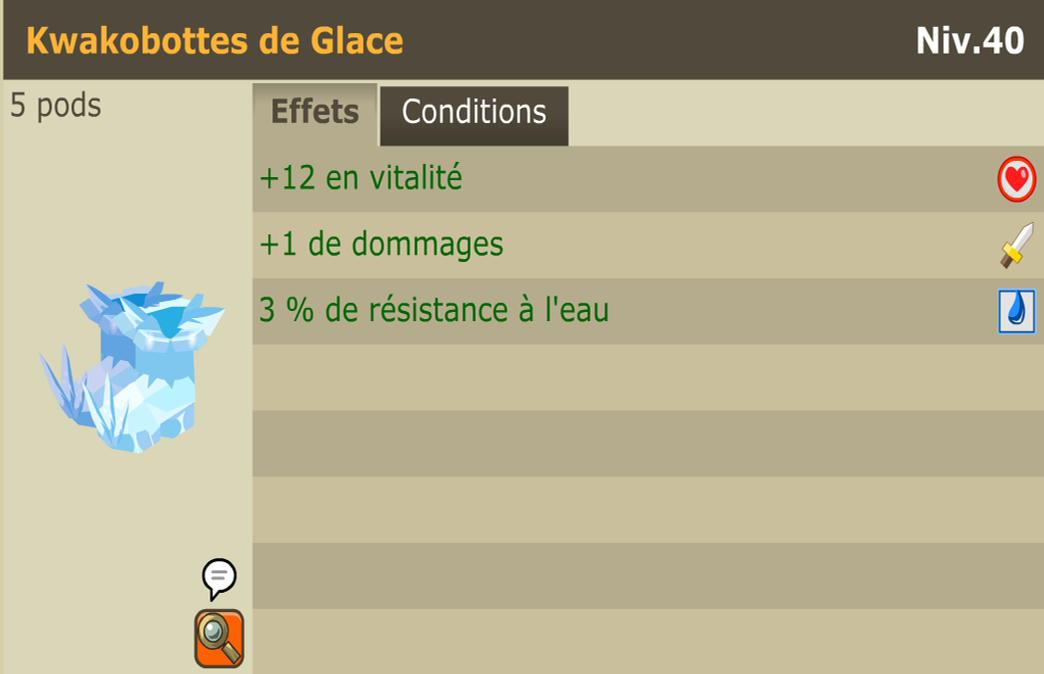 Kwakobottes de Glace
Niv.40
5 pods
Effets
Conditions
+12 en vitalité
+1 de dommages
3 % de résistance à l'eau